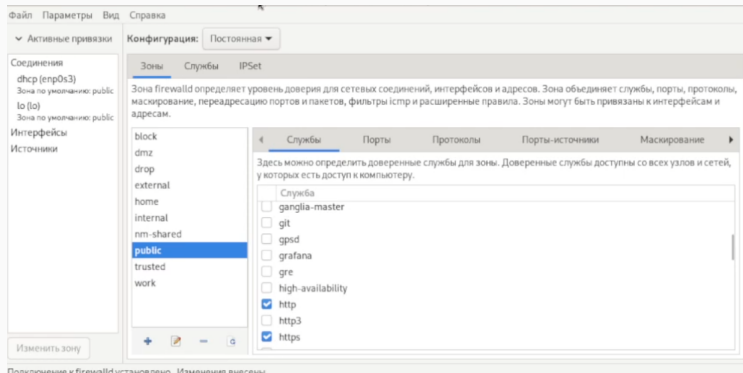 Файл Параметры Вид Справка
Активные привязки
Конфигурация: Постоянная
Соединения
dhcp (enp0s3)
Зона по умолчанию: public
lo (lo)
Зона по умолчанию: public
Интерфейсы
Источники
Изменить зону
Зоны Службы IPSet
Зона firewalld определяет уровень доверия для сетевых соединений, интерфейсов и адресов. Зона объединяет службы, порты, протоколы,
маскирование, переадресацию портов и пакетов, фильтры icmp и расширенные правила. Зоны могут быть привязаны к интерфейсам и
адресам.
block
dmz
drop
external
home
internal
nm-shared
public
trusted
work
Службы Порты Протоколы Порты-источники Маскирование
Здесь можно определить доверенные службы для зоны. Доверенные службы доступны со всех узлов и сетей,
у которых есть доступ к компьютеру.
Служба
ganglia-master
git
gpsd
grafana
gre
high-availability
http
http3
https
Подключение к firewalld установлено. Изменения внесены.